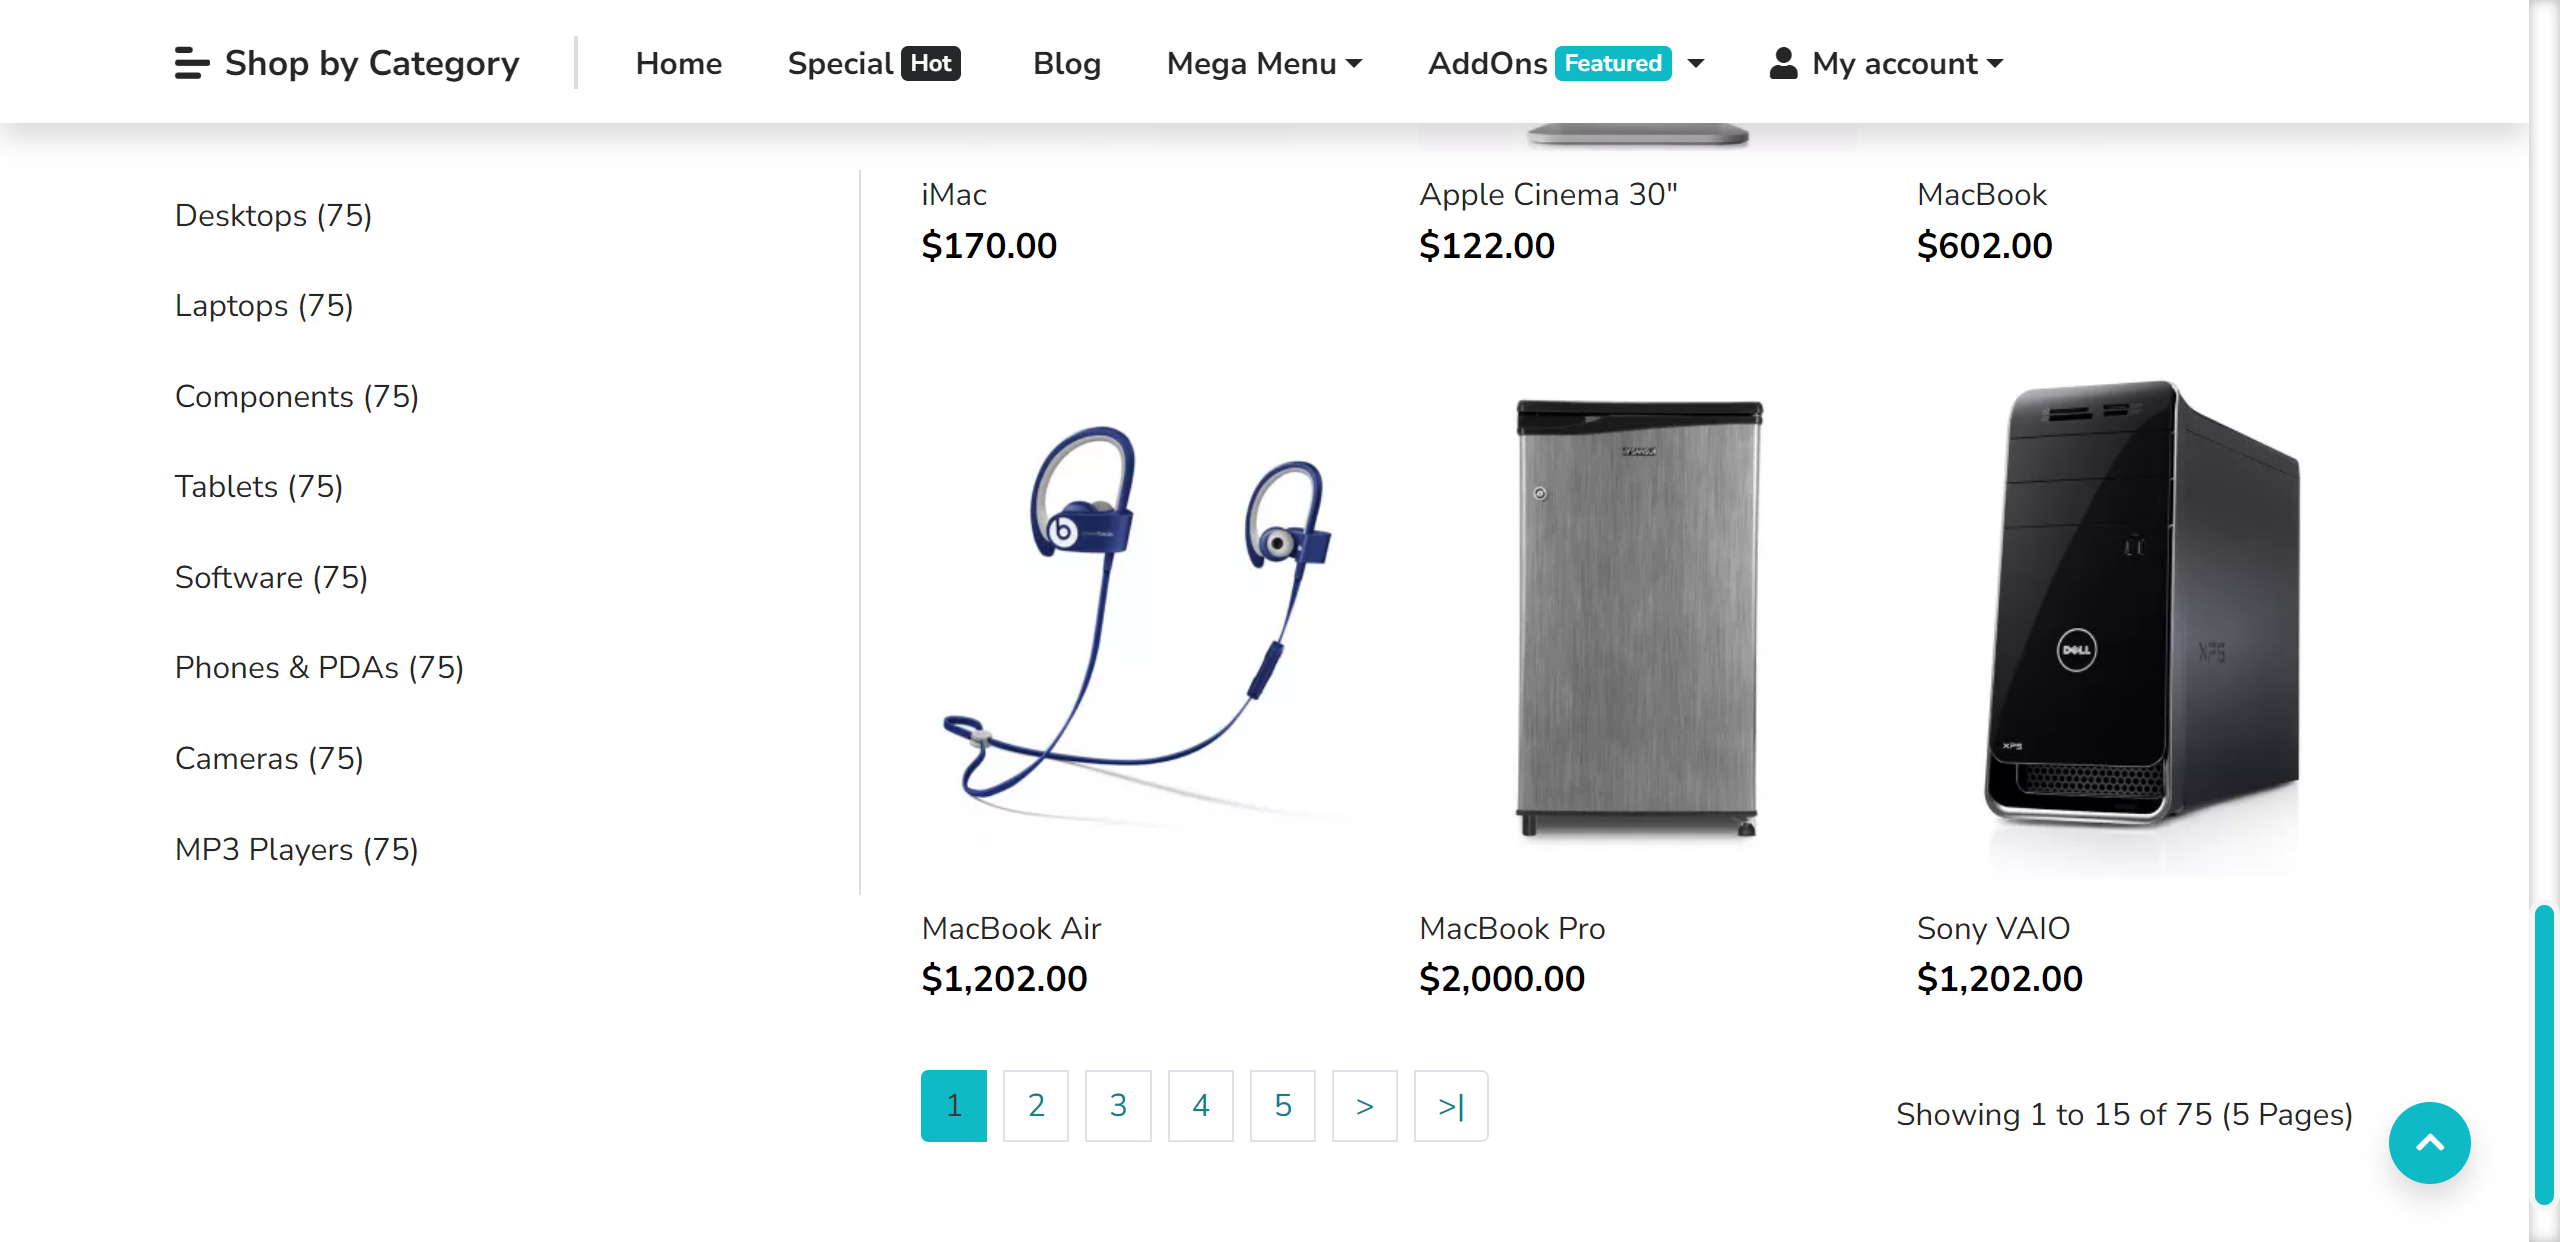 Shop by Category
Home
Special Hot
Blog
Mega Menu
AddOns Featured
My account
Desktops (75)
Laptops (75)
Components (75)
Tablets (75)
Software (75)
Phones & PDAs (75)
Cameras (75)
MP3 Players (75)
iMac
$170.00
Apple Cinema 30"
$122.00
MacBook
$602.00
b
DELL
XPS
XPS
MacBook Air
$1,202.00
MacBook Pro
$2,000.00
Sony VAIO
$1,202.00
1 2 3 4 5 > >|
Showing 1 to 15 of 75 (5 Pages)